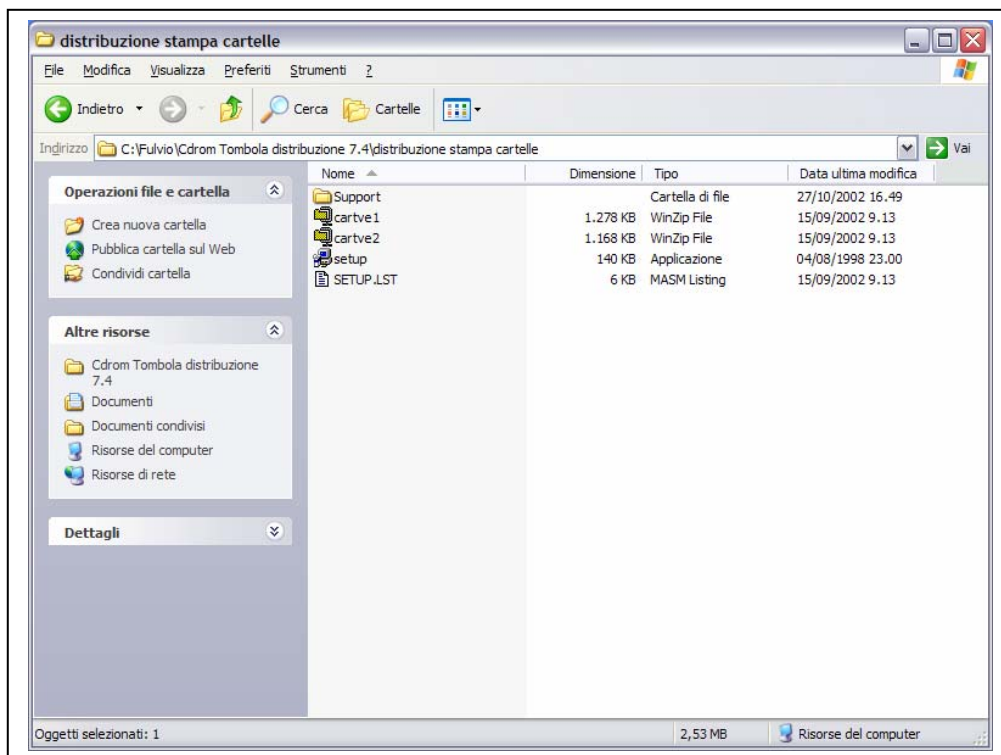 distribuzione stampa cartelle
File Modifica Visualizza Preferiti Strumenti ?
Indietro Cerca Cartelle
Indirizzo C:\Fulvio\Cdrom Tombola distribuzione 7.4\distribuzione stampa cartelle Vai
Operazioni file e cartella
Crea nuova cartella
Pubblica cartella sul Web
Condividi cartella
Altre risorse
Cdrom Tombola distribuzione
7.4
Documenti
Documenti condivisi
Risorse del computer
Risorse di rete
Dettagli
Nome Dimensione Tipo Data ultima modifica
Support Cartella di file 27/10/2002 16.49
cartve1 1.278 KB WinZip File 15/09/2002 9.13
cartve2 1.168 KB WinZip File 15/09/2002 9.13
setup 140 KB Applicazione 04/08/1998 23.00
SETUP.LST 6 KB MASM Listing 15/09/2002 9.13
Oggetti selezionati: 1 2,53 MB Risorse del computer